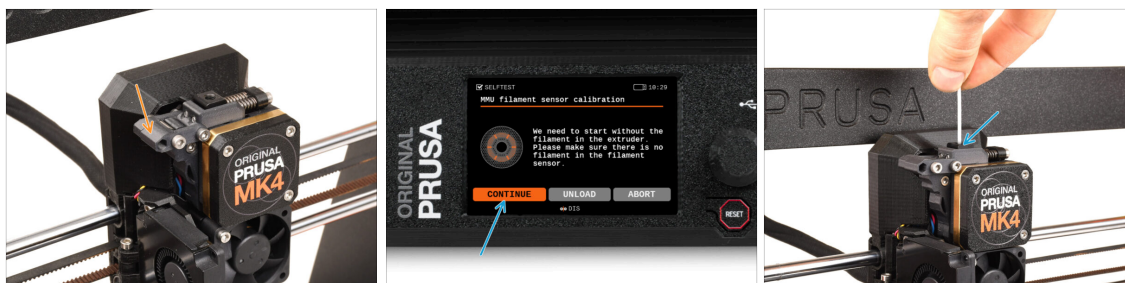 ORIGINAL
PRUSA
MK4
ORIGINAL
PRUSA
SELFTEST
10:29
MMU filament sensor calibration
We need to start without the
filament in the extruder.
Please make sure there is no
filament in the filament
sensor.
CONTINUE
UNLOAD
ABORT
DIS
RESET
PRUSA
ORIGINAL
PRUSA
MK4